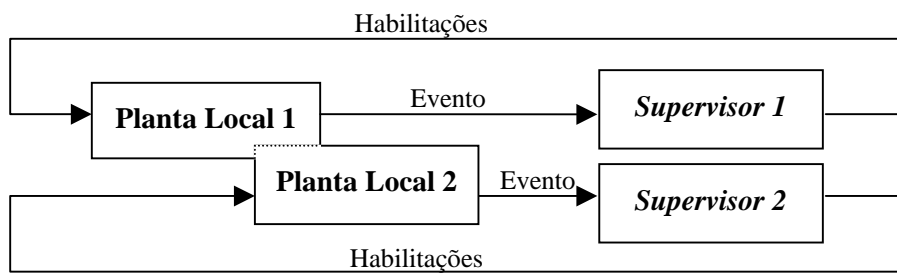 Habilitações
Planta Local 1
Evento
Supervisor 1
Planta Local 2
Evento
Supervisor 2
Habilitações